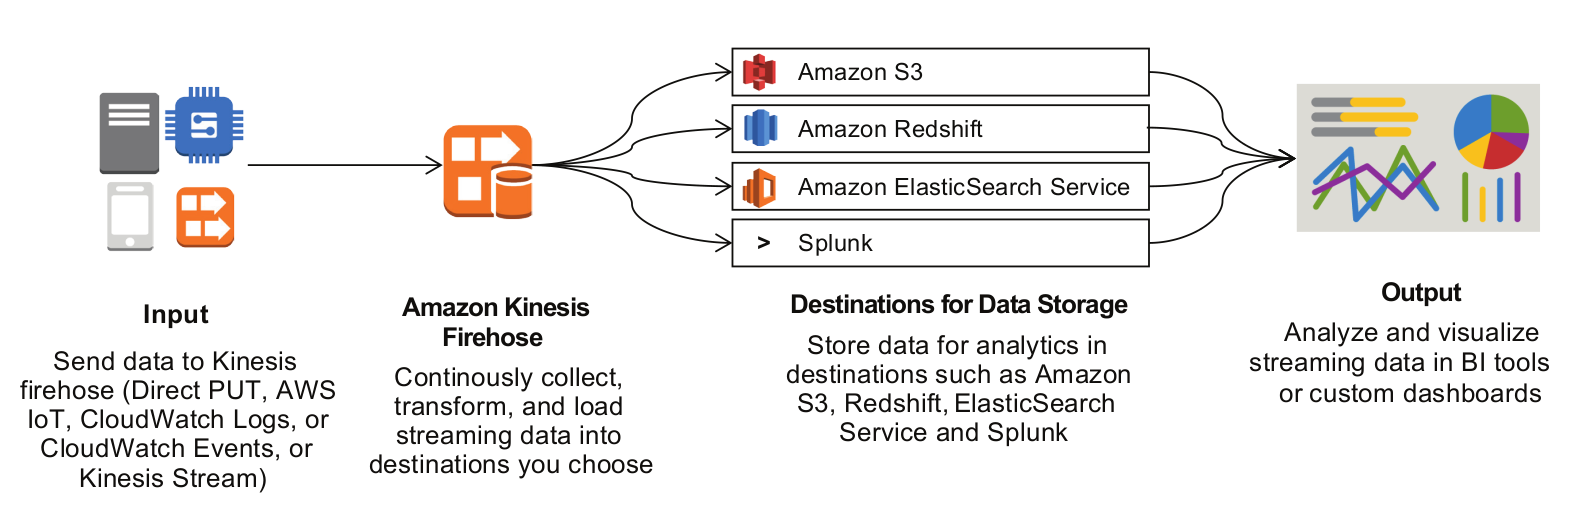 Amazon S3
Amazon Redshift
Amazon ElasticSearch Service
> Splunk
Input
Send data to Kinesis
firehose (Direct PUT, AWS
IoT, CloudWatch Logs, or
CloudWatch Events, or
Kinesis Stream)
Amazon Kinesis
Firehose
Continously collect,
transform, and load
streaming data into
destinations you choose
Destinations for Data Storage
Store data for analytics in
destinations such as Amazon
S3, Redshift, ElasticSearch
Service and Splunk
Output
Analyze and visualize
streaming data in BI tools
or custom dashboards